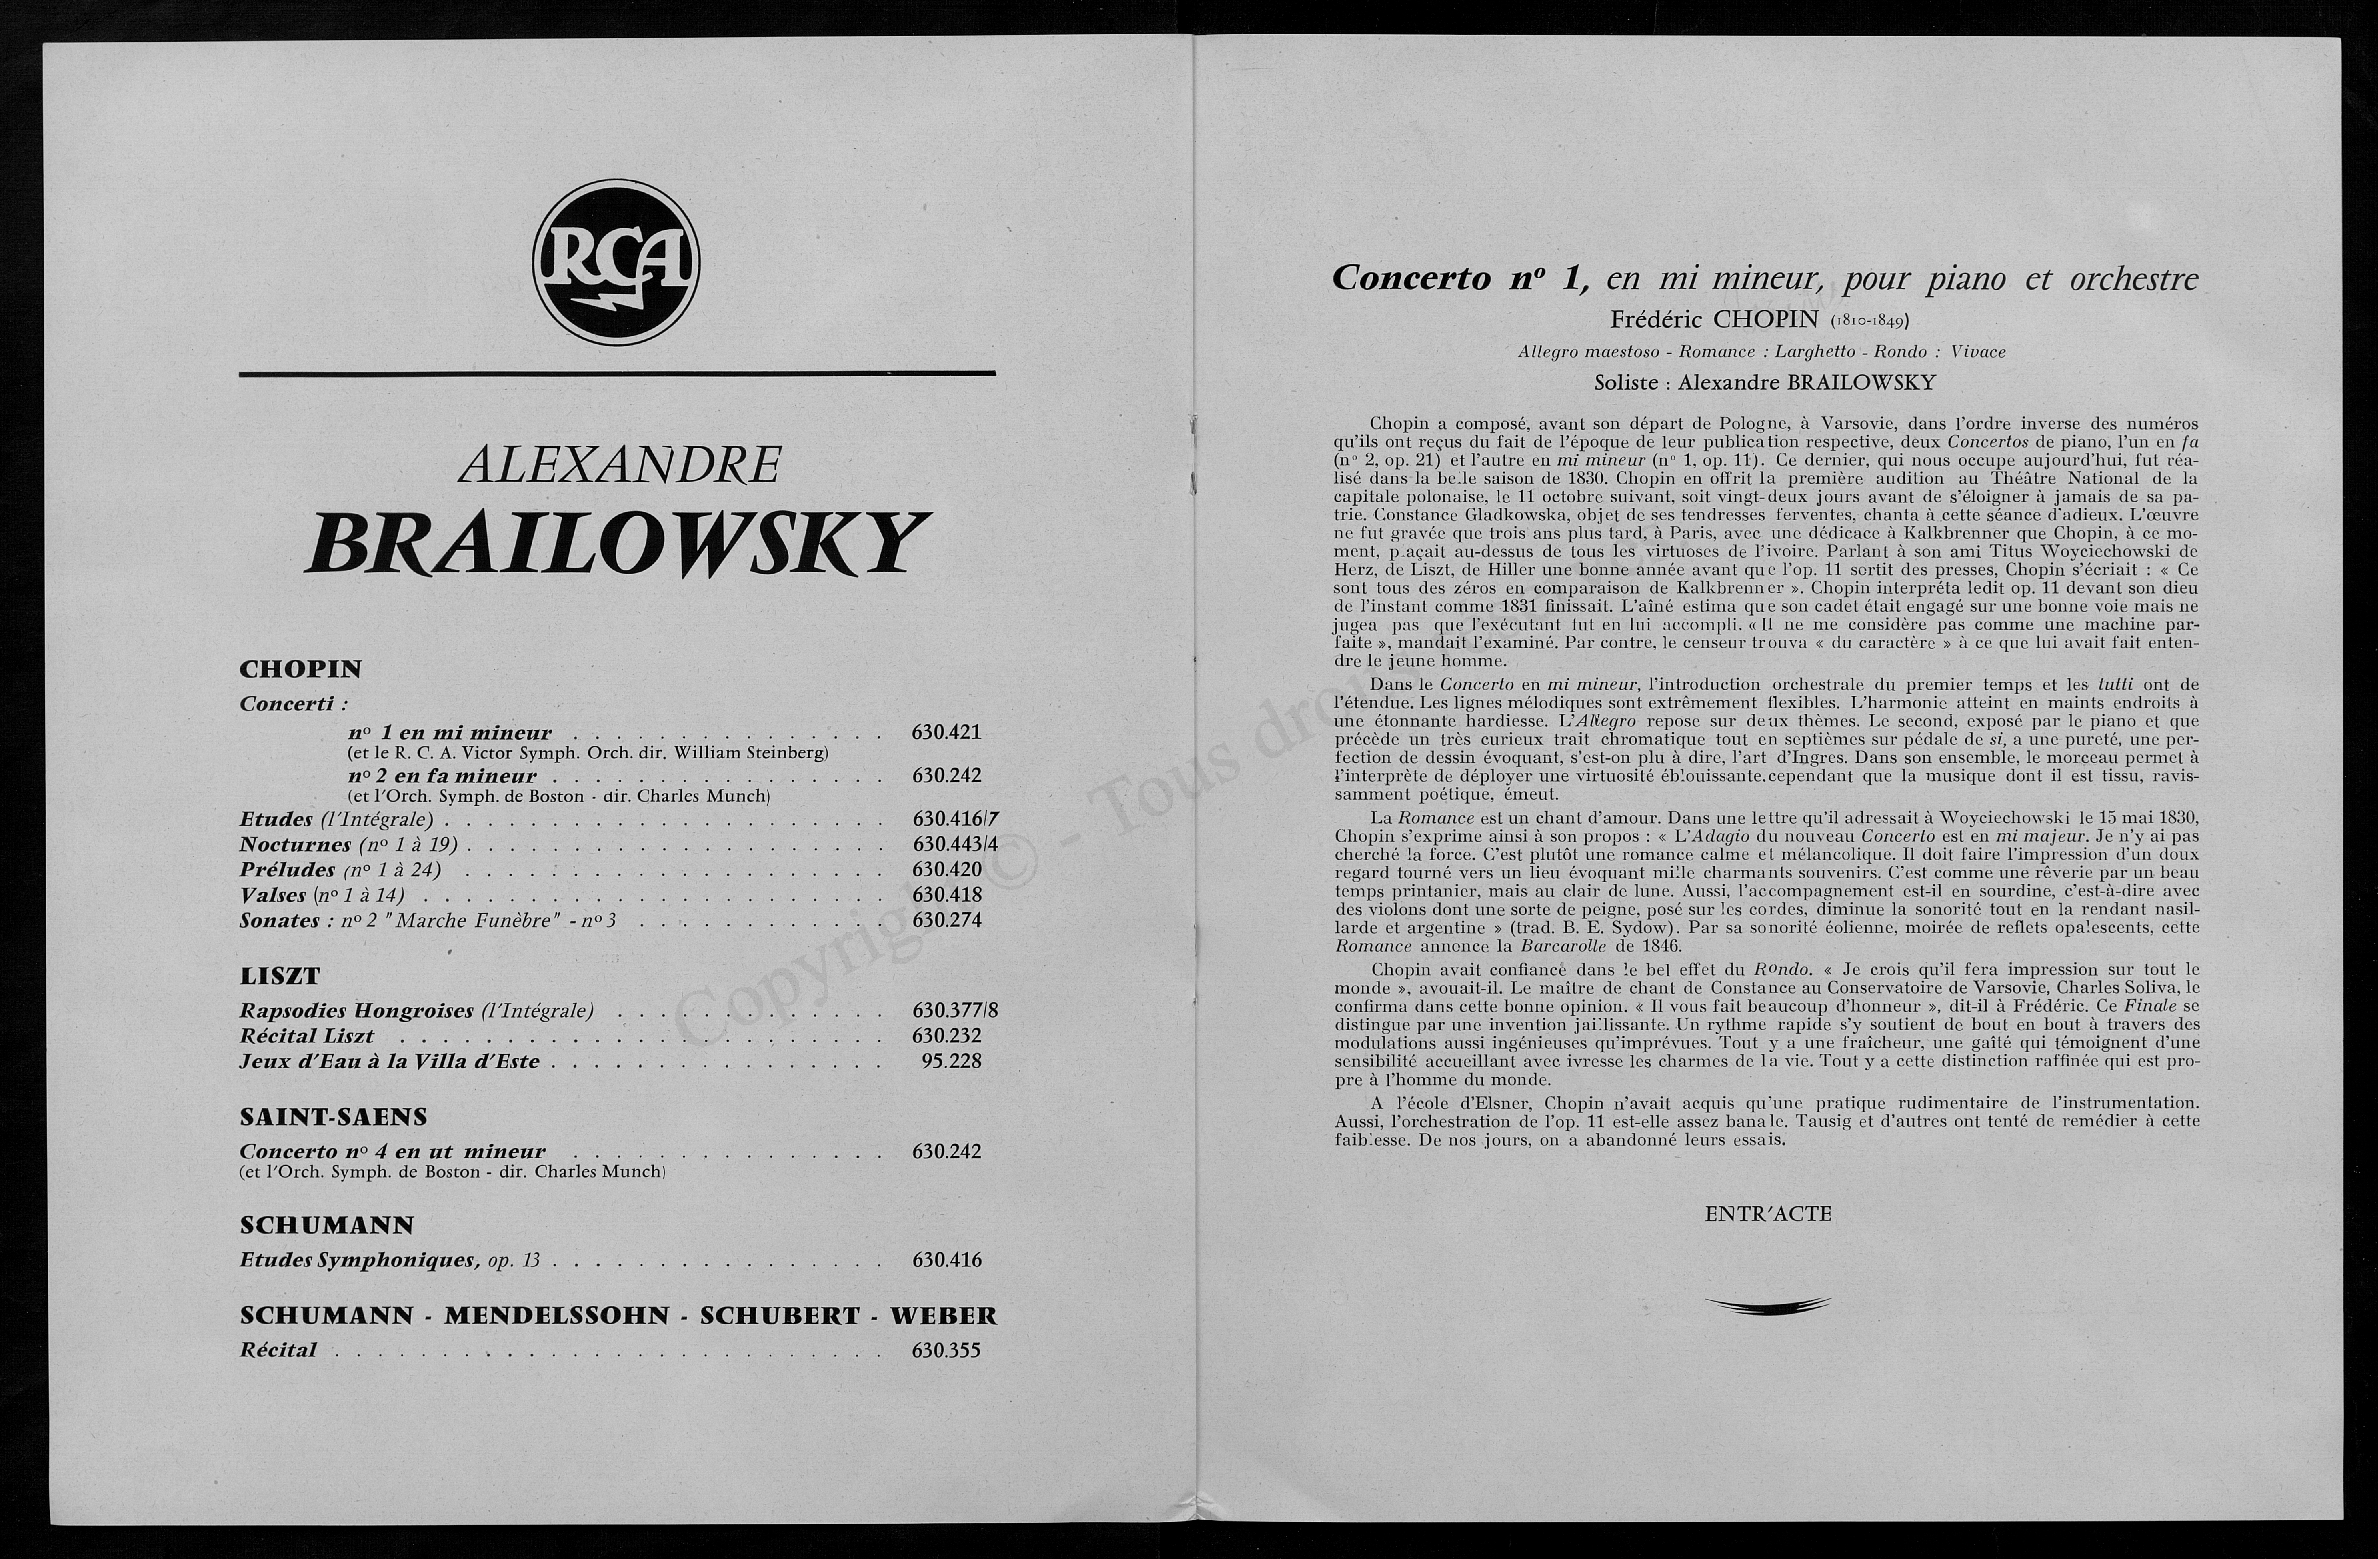 RCA
ALEXANDRE
BRAILOWSKY
CHOPIN
Concerti :
nº 1 en mi mineur . . . . . . . . . . . . . . . 630.421
(et le R. C. A. Victor Symph. Orch. dir. William Steinberg)
nº 2 en fa mineur . . . . . . . . . . . . . . . . 630.242
(et l'Orch. Symph. de Boston - dir. Charles Munch)
Etudes (l'Intégrale) . . . . . . . . . . . . . . . . . . . . . 630.416/7
Nocturnes (nº 1 à 19) . . . . . . . . . . . . . . . . . . . . 630.443/4
Préludes (nº 1 à 24) . . . . . . . . . . . . . . . . . . . . 630.420
Valses (nº 1 à 14) . . . . . . . . . . . . . . . . . . . . . . 630.418
Sonates : nº 2 "Marche Funèbre" - nº 3 . . . . . . . . . . . . 630.274
LISZT
Rapsodies Hongroises (l'Intégrale) . . . . . . . . . . . . . 630.377/8
Récital Liszt . . . . . . . . . . . . . . . . . . . . . . . 630.232
Jeux d'Eau à la Villa d'Este . . . . . . . . . . . . . . . . 95.228
SAINT-SAENS
Concerto nº 4 en ut mineur . . . . . . . . . . . . . . . 630.242
(et l'Orch. Symph. de Boston - dir. Charles Munch)
SCHUMANN
Etudes Symphoniques, op. 13 . . . . . . . . . . . . . . . . 630.416
SCHUMANN - MENDELSSOHN - SCHUBERT - WEBER
Récital . . . . . . . . . . . . . . . . . . . . . . . . . . 630.355
Concerto nº 1, en mi mineur, pour piano et orchestre
Frédéric CHOPIN (1810-1849)
Allegro maestoso - Romance : Larghetto - Rondo : Vivace
Soliste : Alexandre BRAILOWSKY
Chopin a composé, avant son départ de Pologne, à Varsovie, dans l'ordre inverse des numéros
qu'ils ont reçus du fait de l'époque de leur publication respective, deux Concertos de piano, l'un en fa
(nº 2, op. 21) et l'autre en mi mineur (nº 1, op. 11). Ce dernier, qui nous occupe aujourd'hui, fut réa-
lisé dans la belle saison de 1830. Chopin en offrit la première audition au Théâtre National de la
capitale polonaise, le 11 octobre suivant, soit vingt-deux jours avant de s'éloigner à jamais de sa pa-
trie. Constance Gladkowska, objet de ses tendresses ferventes, chanta à cette séance d'adieux. L'œuvre
ne fut gravée que trois ans plus tard, à Paris, avec une dédicace à Kalkbrenner que Chopin, à ce mo-
ment, plaçait au-dessus de tous les virtuoses de l'ivoire. Parlant à son ami Titus Woyciechowski de
Herz, de Liszt, de Hiller une bonne année avant que l'op. 11 sortit des presses, Chopin s'écriait : « Ce
sont tous des zéros en comparaison de Kalkbrenner ». Chopin interpréta ledit op. 11 devant son dieu
de l'instant comme 1831 finissait. L'aîné estima que son cadet était engagé sur une bonne voie mais ne
jugea pas que l'exécutant fut en lui accompli. « Il ne me considère pas comme une machine par-
faite », mandait l'examiné. Par contre, le censeur trouva « du caractère » à ce que lui avait fait enten-
dre le jeune homme.
Dans le Concerto en mi mineur, l'introduction orchestrale du premier temps et les tutti ont de
l'étendue. Les lignes mélodiques sont extrêmement flexibles. L'harmonie atteint en maints endroits à
une étonnante hardiesse. L'Allegro repose sur deux thèmes. Le second, exposé par le piano et que
précède un très curieux trait chromatique tout en septièmes sur pédale de si, a une pureté, une per-
fection de dessin évoquant, s'est-on plu à dire, l'art d'Ingres. Dans son ensemble, le morceau permet à
l'interprète de déployer une virtuosité éblouissante.cependant que la musique dont il est tissu, ravis-
samment poétique, émeut.
La Romance est un chant d'amour. Dans une lettre qu'il adressait à Woyciechowski le 15 mai 1830,
Chopin s'exprime ainsi à son propos : « L'Adagio du nouveau Concerto est en mi majeur. Je n'y ai pas
cherché la force. C'est plutôt une romance calme et mélancolique. Il doit faire l'impression d'un doux
regard tourné vers un lieu évoquant mille charmants souvenirs. C'est comme une rêverie par un beau
temps printanier, mais au clair de lune. Aussi, l'accompagnement est-il en sourdine, c'est-à-dire avec
des violons dont une sorte de peigne, posé sur les cordes, diminue la sonorité tout en la rendant nasil-
larde et argentine » (trad. B. E. Sydow). Par sa sonorité éolienne, moirée de reflets opalescents, cette
Romance annonce la Barcarolle de 1846.
Chopin avait confiance dans le bel effet du Rondo. « Je crois qu'il fera impression sur tout le
monde », avouait-il. Le maître de chant de Constance au Conservatoire de Varsovie, Charles Soliva, le
confirma dans cette bonne opinion. « Il vous fait beaucoup d'honneur », dit-il à Frédéric. Ce Finale se
distingue par une invention jaillissante. Un rythme rapide s'y soutient de bout en bout à travers des
modulations aussi ingénieuses qu'imprévues. Tout y a une fraîcheur, une gaîté qui témoignent d'une
sensibilité accueillant avec ivresse les charmes de la vie. Tout y a cette distinction raffinée qui est pro-
pre à l'homme du monde.
A l'école d'Elsner, Chopin n'avait acquis qu'une pratique rudimentaire de l'instrumentation.
Aussi, l'orchestration de l'op. 11 est-elle assez banale. Tausig et d'autres ont tenté de remédier à cette
faiblesse. De nos jours, on a abandonné leurs essais.
ENTR'ACTE
Copyright © - Tous droits